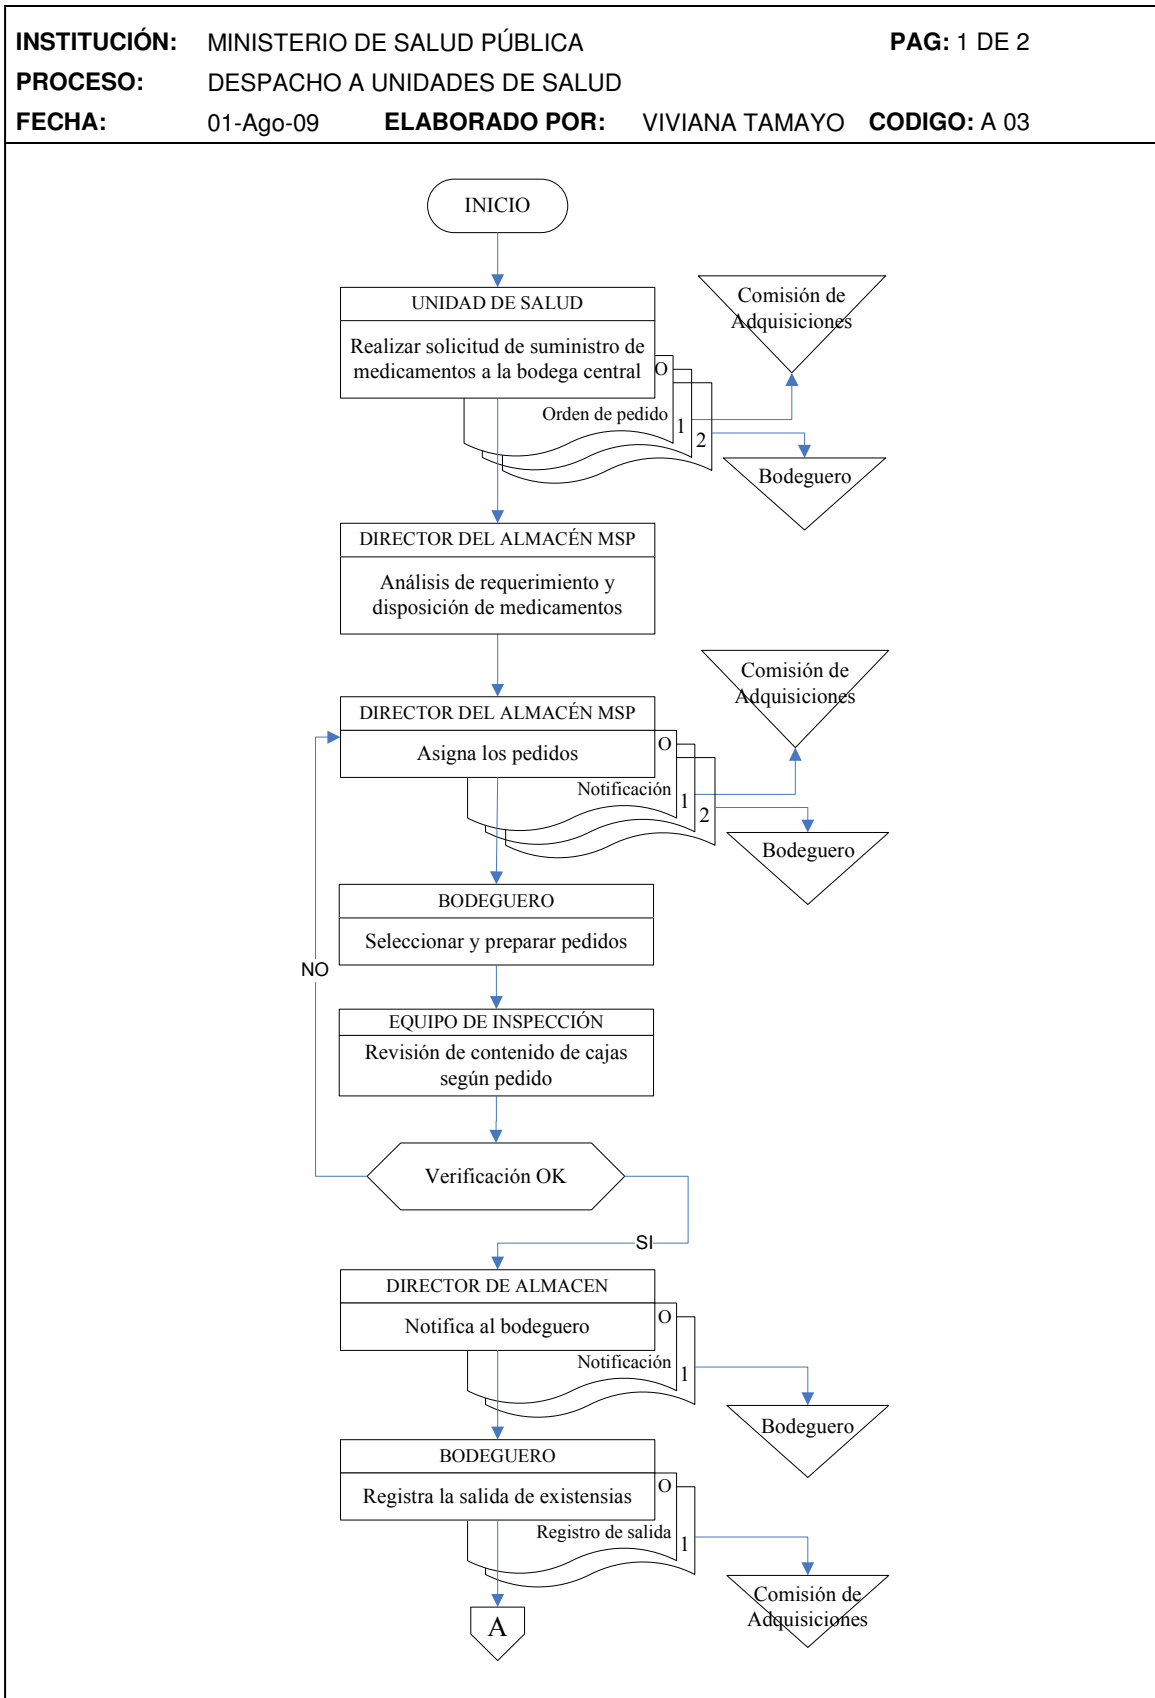 INSTITUCIÓN: MINISTERIO DE SALUD PÚBLICA PAG: 1 DE 2
PROCESO: DESPACHO A UNIDADES DE SALUD
FECHA: 01-Ago-09 ELABORADO POR: VIVIANA TAMAYO CODIGO: A 03
INICIO
UNIDAD DE SALUD
Realizar solicitud de suministro de
medicamentos a la bodega central
O
Orden de pedido
1
2
Comisión de
Adquisiciones
Bodeguero
DIRECTOR DEL ALMACÉN MSP
Análisis de requerimiento y
disposición de medicamentos
DIRECTOR DEL ALMACÉN MSP
Asigna los pedidos
O
Notificación
1
2
Comisión de
Adquisiciones
Bodeguero
BODEGUERO
Seleccionar y preparar pedidos
NO
EQUIPO DE INSPECCIÓN
Revisión de contenido de cajas
según pedido
Verificación OK
SI
DIRECTOR DE ALMACEN
Notifica al bodeguero
O
Notificación
1
Bodeguero
BODEGUERO
Registra la salida de existensias
O
Registro de salida
1
Comisión de
Adquisiciones
A